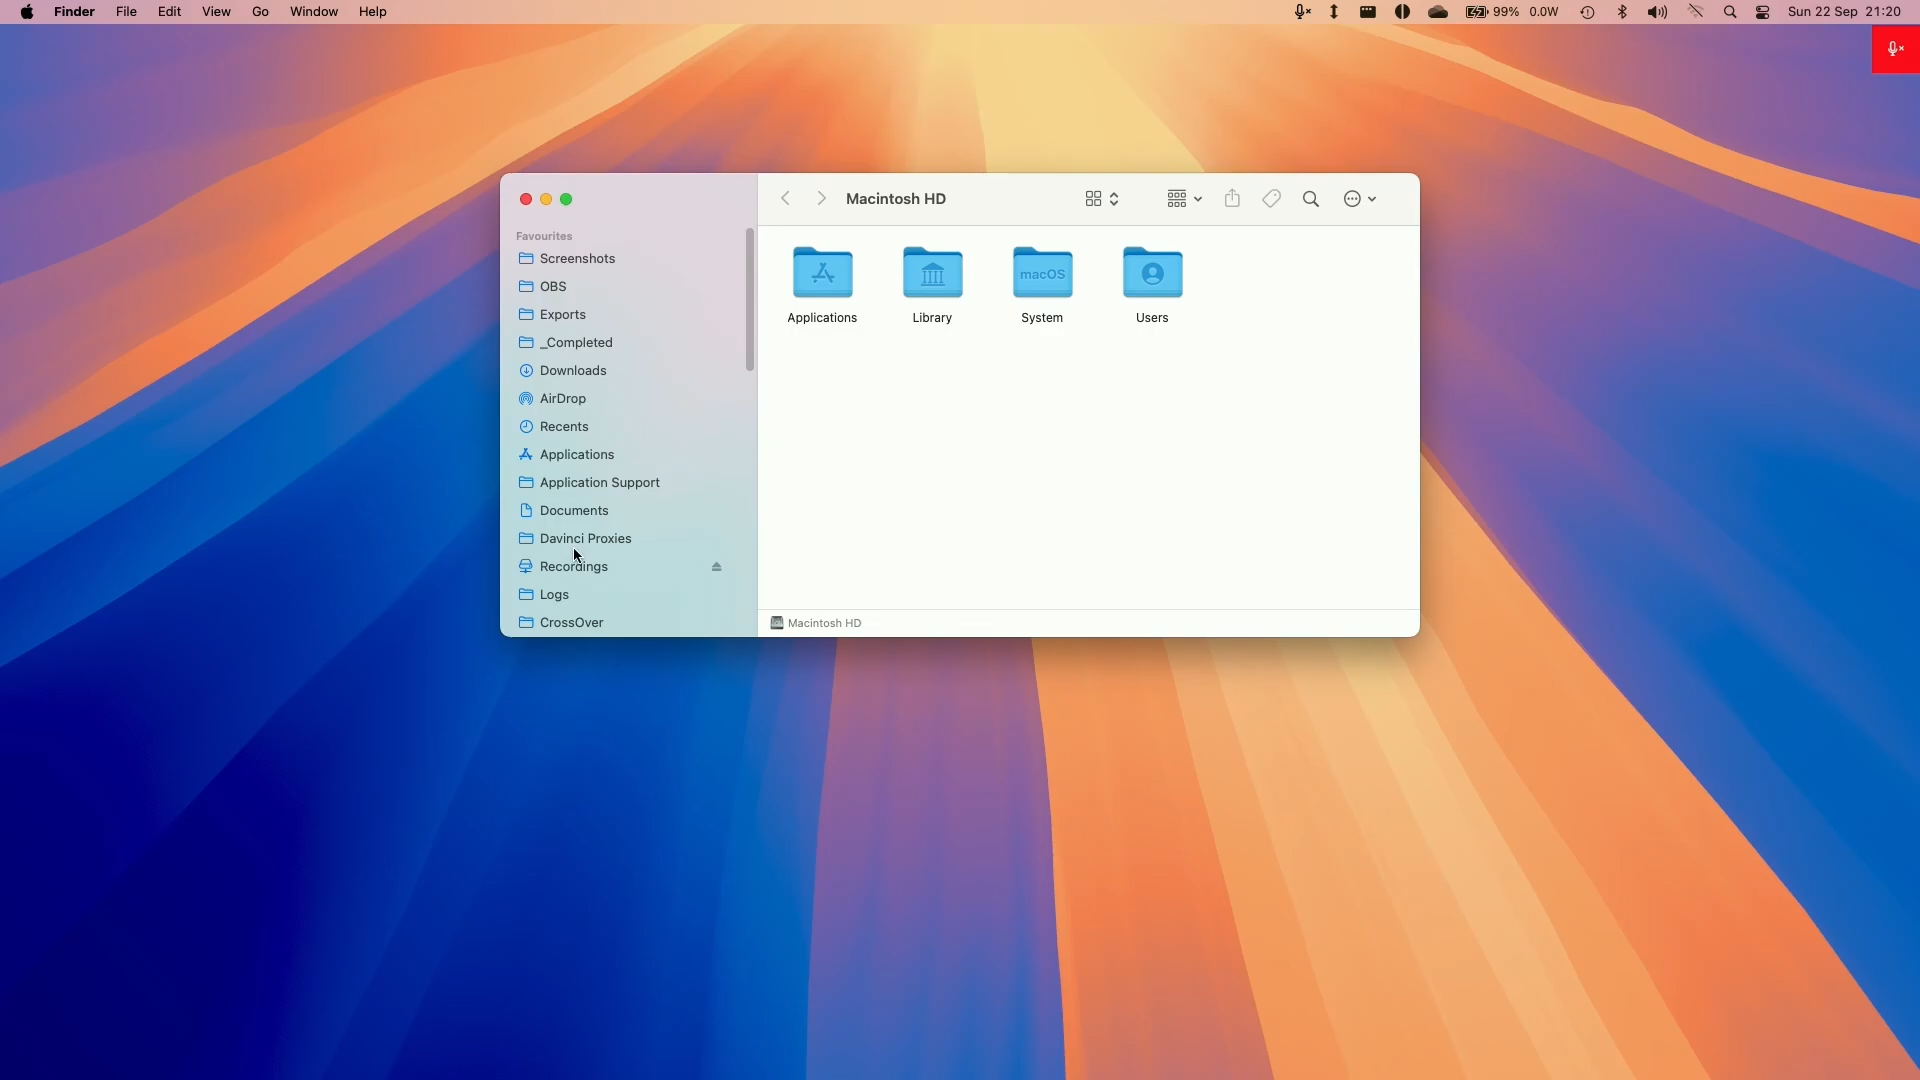 Finder File Edit View Go Window Help 99% 0.0W Sun 22 Sep 21:20
Macintosh HD
Favourites
Screenshots
OBS
Exports
_Completed
Downloads
AirDrop
Recents
Applications
Application Support
Documents
Davinci Proxies
Recordings
Logs
CrossOver
macOS
Applications Library System Users
Macintosh HD